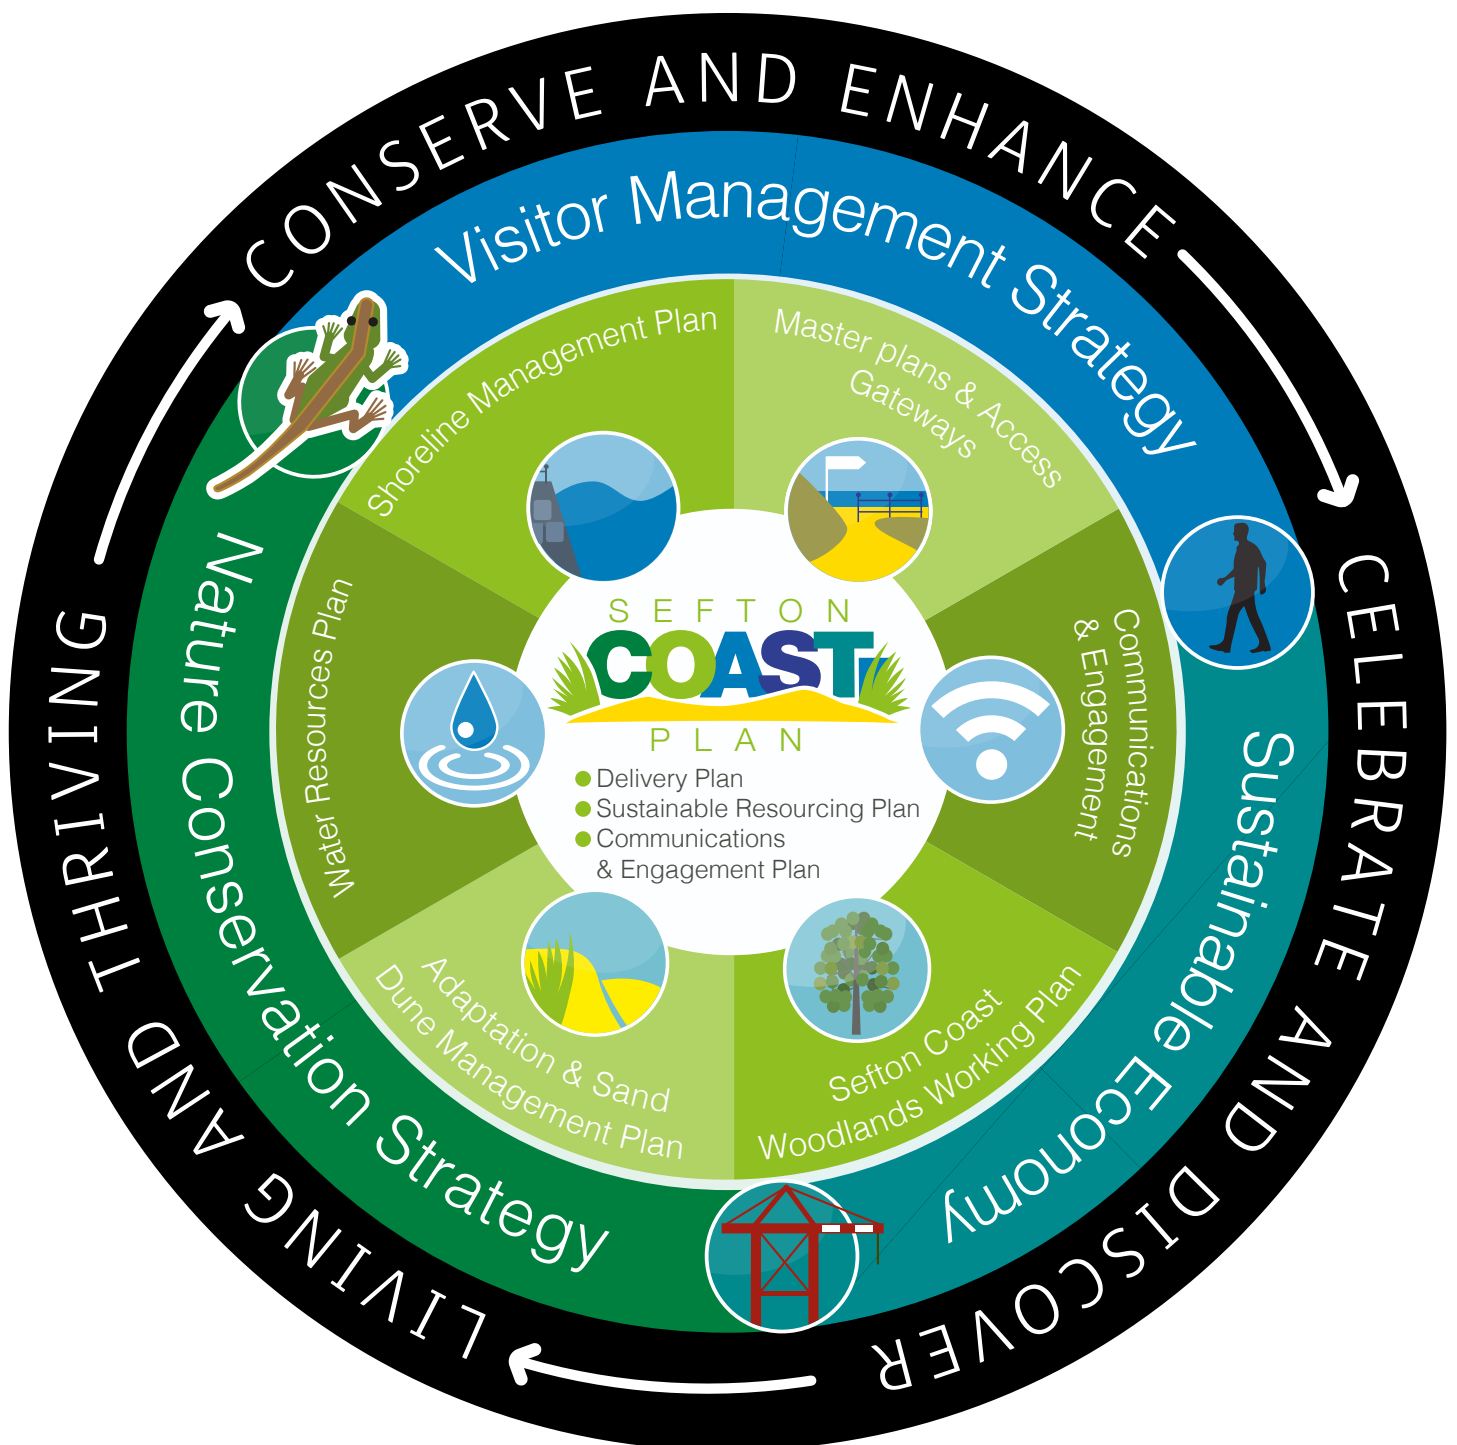 CONSERVE AND ENHANCE
CELEBRATE AND DISCOVER
LIVING AND THRIVING
Visitor Management Strategy
Sustainable Economy
Nature Conservation Strategy
Shoreline Management Plan
Master plans & Access
Gateways
Communications
& Engagement
Sefton Coast
Woodlands Working Plan
Adaptation & Sand
Dune Management Plan
Water Resources Plan
SEFTON
COAST
PLAN
Delivery Plan
Sustainable Resourcing Plan
Communications
& Engagement Plan